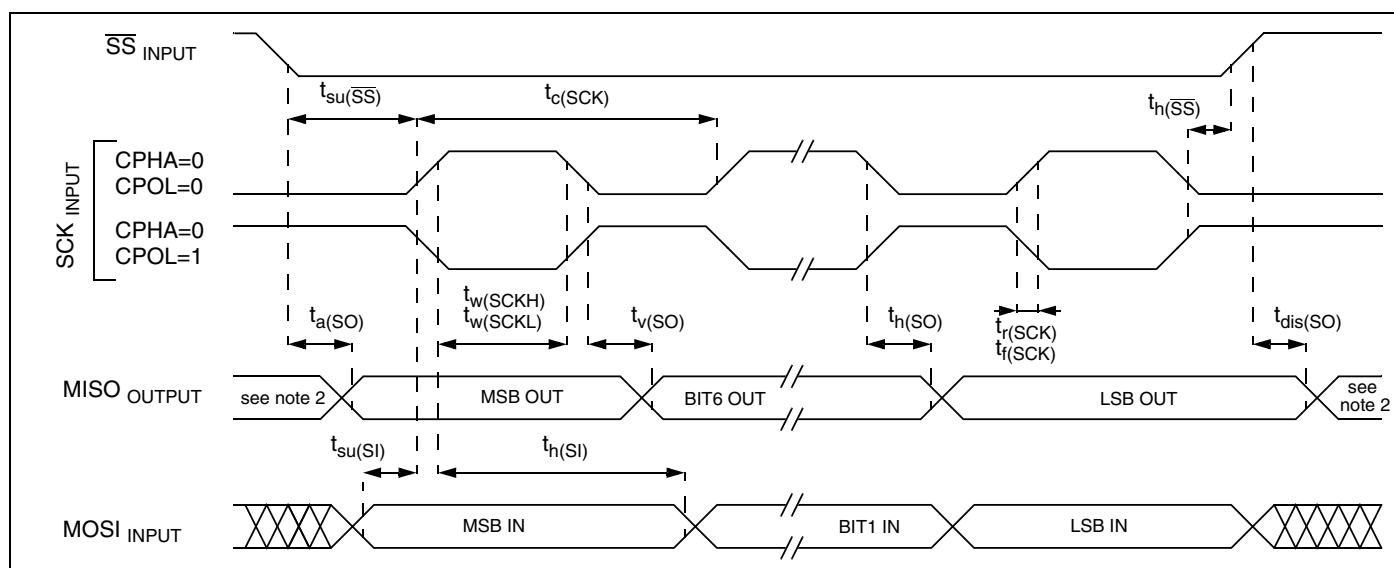 SS INPUT
tsu(SS)
tc(SCK)
th(SS)
SCK INPUT
CPHA=0
CPOL=0
CPHA=0
CPOL=1
ta(SO)
tw(SCKH)
tw(SCKL)
tv(SO)
th(SO)
tr(SCK)
tf(SCK)
tdis(SO)
MISO OUTPUT
see note 2
MSB OUT
BIT6 OUT
LSB OUT
see
note 2
tsu(SI)
th(SI)
MOSI INPUT
MSB IN
BIT1 IN
LSB IN